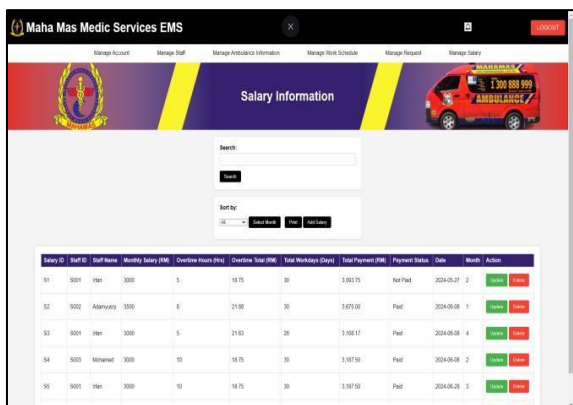 Maha Mas Medic Services EMS
LOGOUT
Manage Account Manage Staff Manage Ambulance Information Manage Work Schedule Manage Request Manage Salary
Salary Information
MAHAMAS
MAHAMAS
1 300 888 999
AMBULANCE
Search:
Search
Sort by:
All Select Month Print Add Salary
Salary ID Staff ID Staff Name Monthly Salary (RM) Overtime Hours (Hrs) Overtime Total (RM) Total Workdays (Days) Total Payment (RM) Payment Status Date Month Action
S1 S001 Irfan 3000 5 18.75 30 3,093.75 Not Paid 2024-05-27 2 Update Delete
S2 S002 3500 8 21.88 30 3,675.00 Paid 2024-06-08 1 Update Delete
S3 S001 Irfan 3000 5 21.63 26 3,108.17 Paid 2024-06-08 4 Update Delete
S4 S003 Mohamed 3000 10 18.75 30 3,187.50 Paid 2024-06-08 2 Update Delete
S5 S001 Irfan 3000 10 18.75 30 3,187.50 Paid 2024-06-28 3 Update Delete